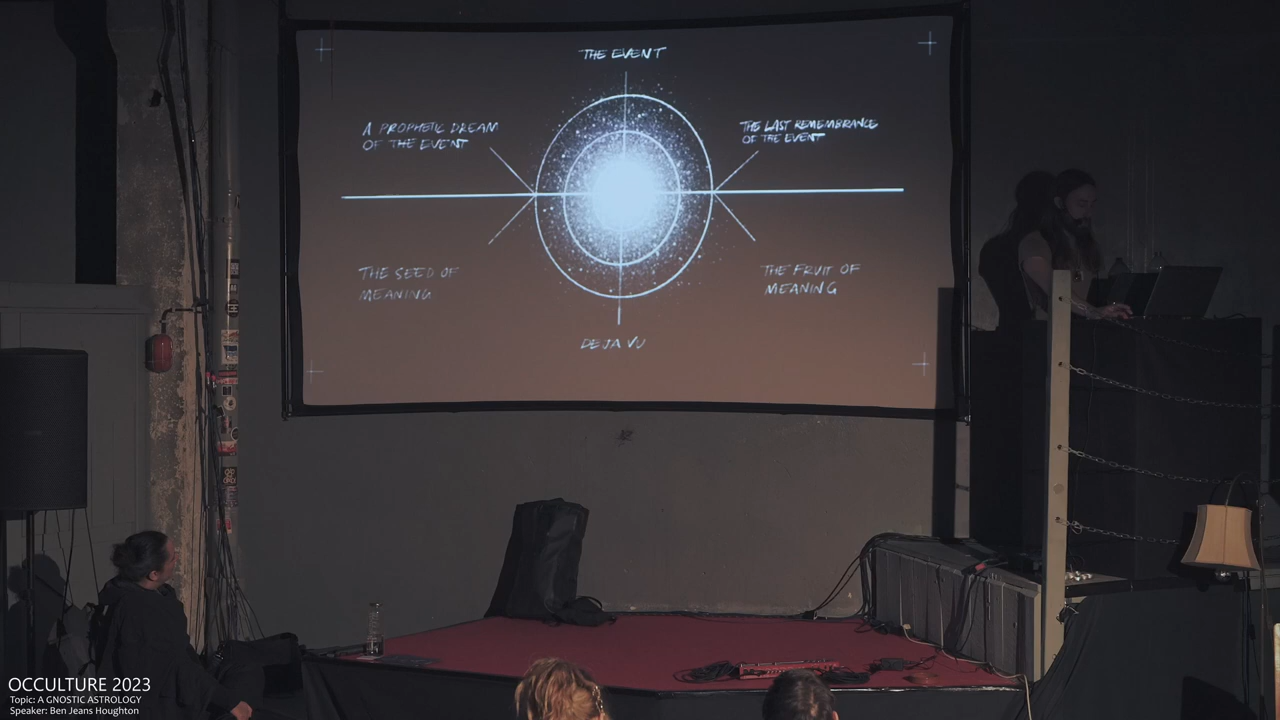 THE EVENT
A PROPHETIC DREAM
OF THE EVENT
THE LAST REMEMBRANCE
OF THE EVENT
THE SEED OF
MEANING
THE FRUIT OF
MEANING
DEJA VU
OCCULTURE 2023
Topic: A GNOSTIC ASTROLOGY
Speaker: Ben Jeans Houghton